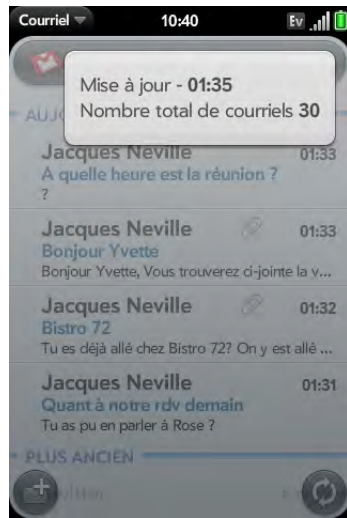 Courriel 10:40 Ev
Mise à jour - 01:35
Nombre total de courriels 30
AUJO
Jacques Neville 01:33
A quelle heure est la réunion ?
?
Jacques Neville 01:33
Bonjour Yvette
Bonjour Yvette, Vous trouverez ci-jointe la v...
Jacques Neville 01:32
Bistro 72
Tu es déjà allé chez Bistro 72? On y est allé ...
Jacques Neville 01:31
Quant à notre rdv demain
Tu as pu en parler à Rose ?
PLUS ANCIEN